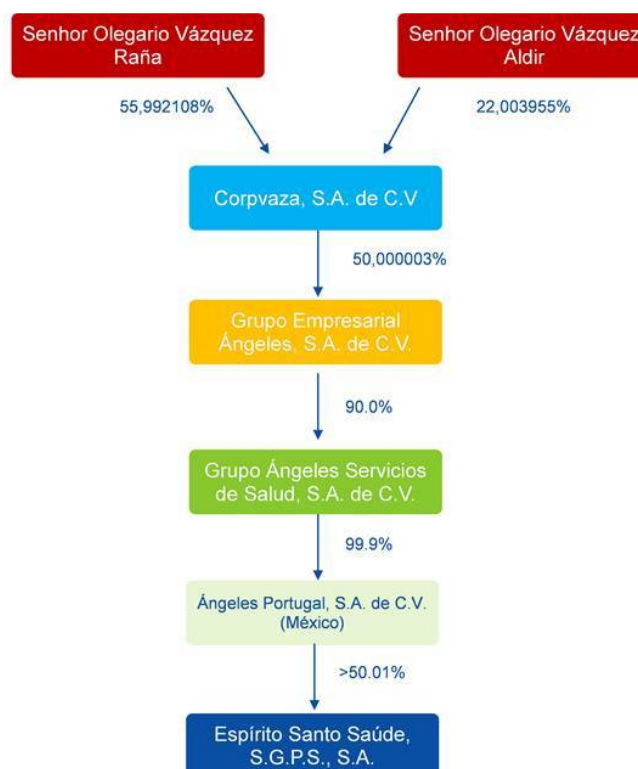 Senhor Olegario Vázquez
Raña
Senhor Olegario Vázquez
Aldir
55,992108%
22,003955%
Corpvaza, S.A. de C.V
50,000003%
Grupo Empresarial
Ángeles, S.A. de C.V.
90.0%
Grupo Ángeles Servicios
de Salud, S.A. de C.V.
99.9%
Ángeles Portugal, S.A. de C.V.
(México)
>50.01%
Espírito Santo Saúde,
S.G.P.S., S.A.